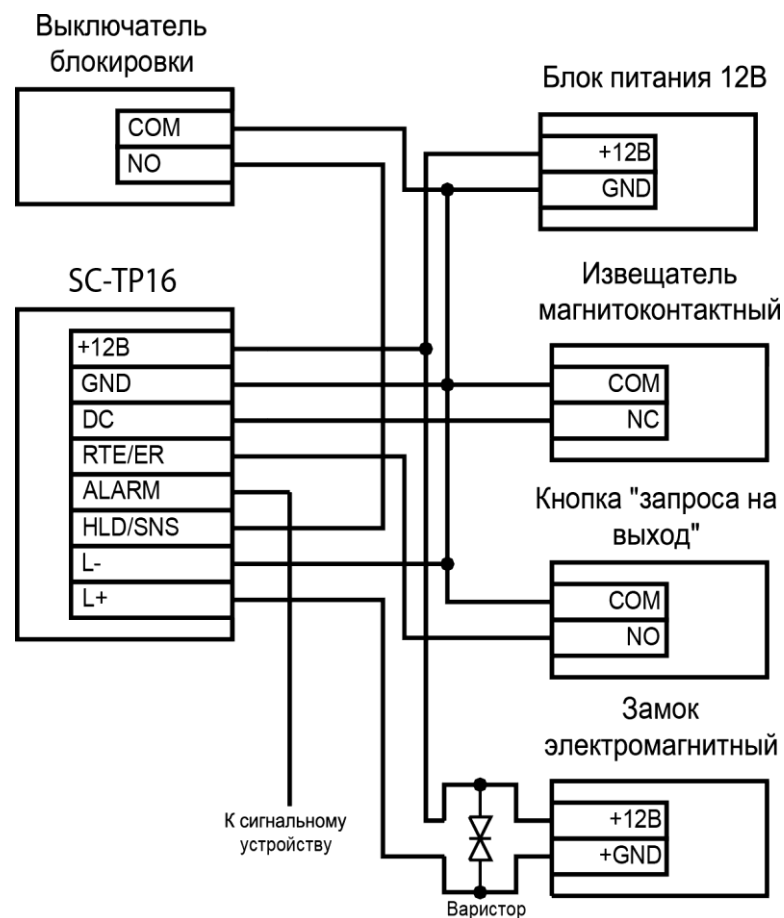 Выключатель
блокировки
COM
NO
Блок питания 12В
+12В
GND
SC-TP16
+12В
GND
DC
RTE/ER
ALARM
HLD/SNS
L-
L+
Извещатель
магнитоконтактный
COM
NC
Кнопка "запроса на
выход"
COM
NO
Замок
электромагнитный
+12В
+GND
К сигнальному
устройству
Варистор